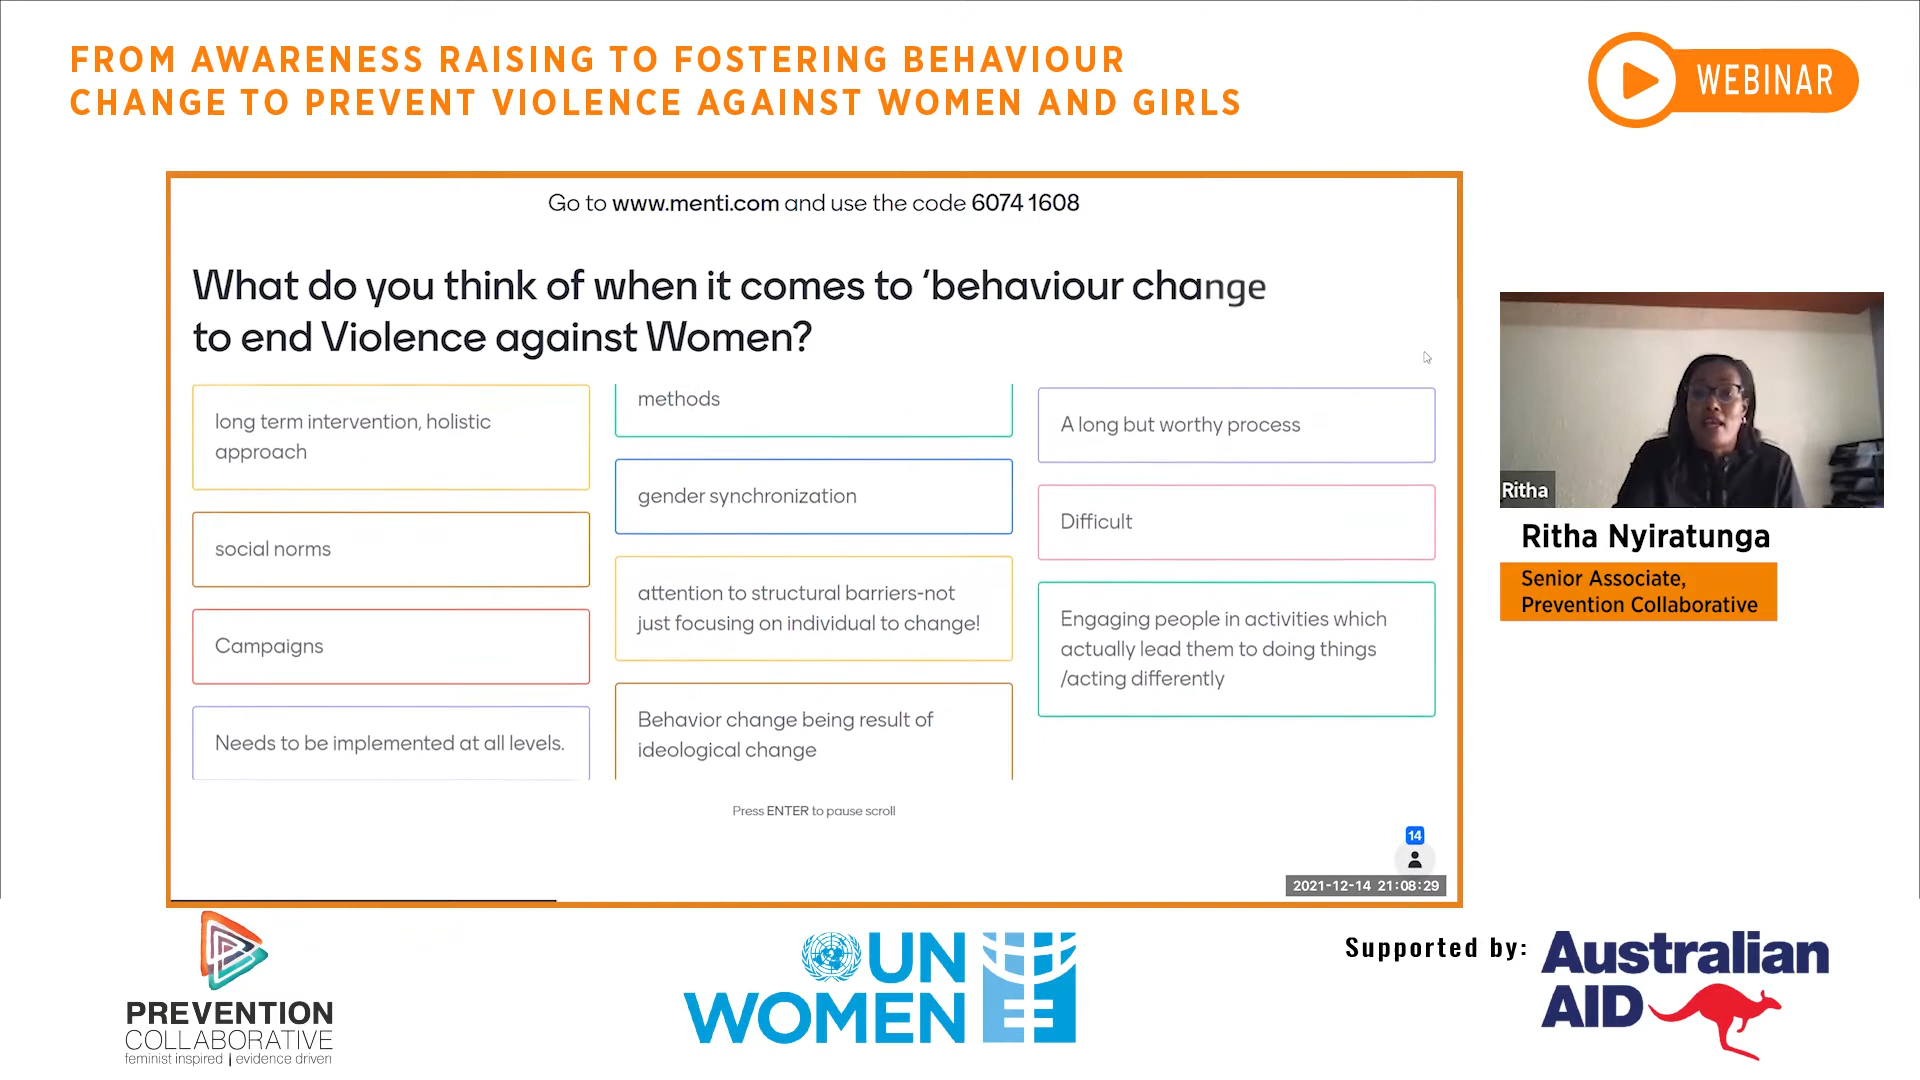 FROM AWARENESS RAISING TO FOSTERING BEHAVIOUR
CHANGE TO PREVENT VIOLENCE AGAINST WOMEN AND GIRLS
WEBINAR
Go to www.menti.com and use the code 6074 1608
What do you think of when it comes to ‘behaviour change
to end Violence against Women?
long term intervention, holistic
approach
social norms
Campaigns
Needs to be implemented at all levels.
methods
gender synchronization
attention to structural barriers-not
just focusing on individual to change!
Behavior change being result of
ideological change
A long but worthy process
Difficult
Engaging people in activities which
actually lead them to doing things
/acting differently
Press ENTER to pause scroll
14
2021-12-14 21:08:29
Ritha
Ritha Nyiratunga
Senior Associate,
Prevention Collaborative
PREVENTION
COLLABORATIVE
feminist inspired | evidence driven
UN
WOMEN
Supported by:
Australian
AID